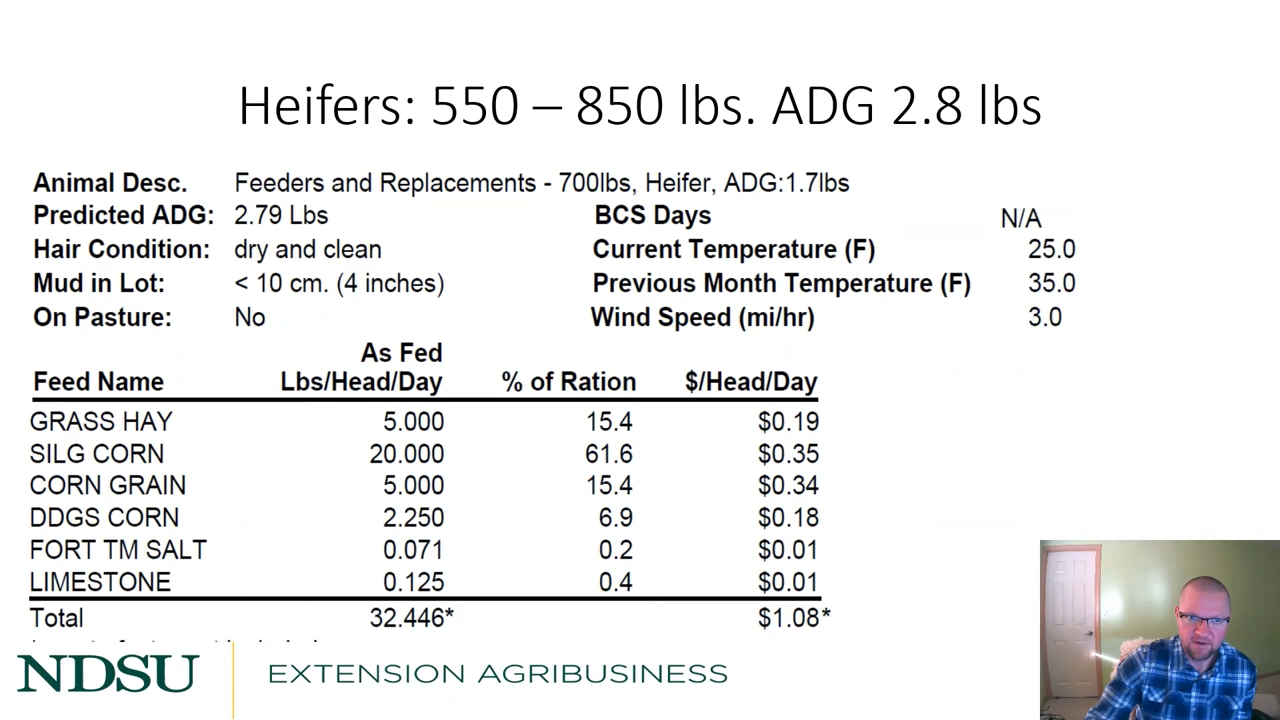 Heifers: 550 – 850 lbs. ADG 2.8 lbs
Animal Desc. Feeders and Replacements - 700lbs, Heifer, ADG:1.7lbs
Predicted ADG: 2.79 Lbs BCS Days N/A
Hair Condition: dry and clean Current Temperature (F) 25.0
Mud in Lot: < 10 cm. (4 inches) Previous Month Temperature (F) 35.0
On Pasture: No Wind Speed (mi/hr) 3.0
As Fed
Feed Name Lbs/Head/Day % of Ration $/Head/Day
GRASS HAY 5.000 15.4 $0.19
SILG CORN 20.000 61.6 $0.35
CORN GRAIN 5.000 15.4 $0.34
DDGS CORN 2.250 6.9 $0.18
FORT TM SALT 0.071 0.2 $0.01
LIMESTONE 0.125 0.4 $0.01
Total 32.446* $1.08*
NDSU EXTENSION AGRIBUSINESS